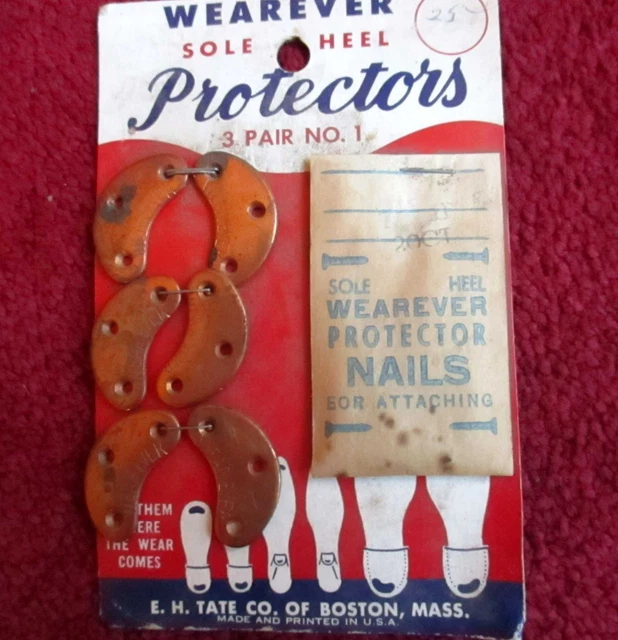 WEAREVER
25
SOLE HEEL
Protectors
3 PAIR NO. 1
SOLE HEEL
WEAREVER
PROTECTOR
NAILS
FOR ATTACHING
THEM
THE WEAR
COMES
E. H. TATE CO. OF BOSTON, MASS.
MADE AND PRINTED IN U.S.A.